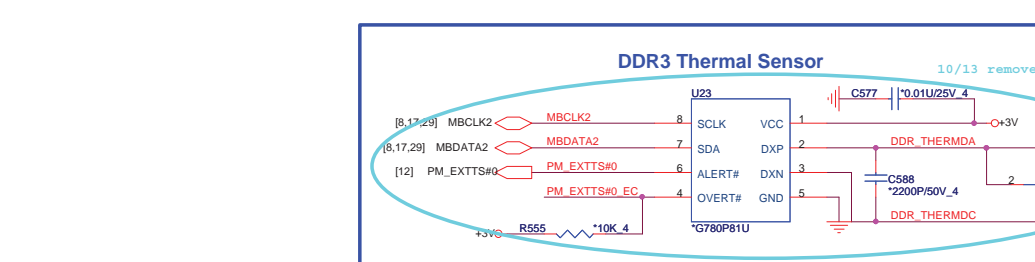 DDR3 Thermal Sensor
10/13 remove
U23
C577 *0.01U/25V_4
[8,17,29] MBCLK2 MBCLK2 8 SCLK VCC 1 +3V
[8,17,29] MBDATA2 MBDATA2 7 SDA DXP 2 DDR_THERMDA
[12] PM_EXTTS#0 PM_EXTTS#0 6 ALERT# DXN 3
C588
2
*2200P/50V_4
PM_EXTTS#0_EC 4 OVERT# GND 5
DDR_THERMDC
+3V R555 *10K_4
*G780P81U